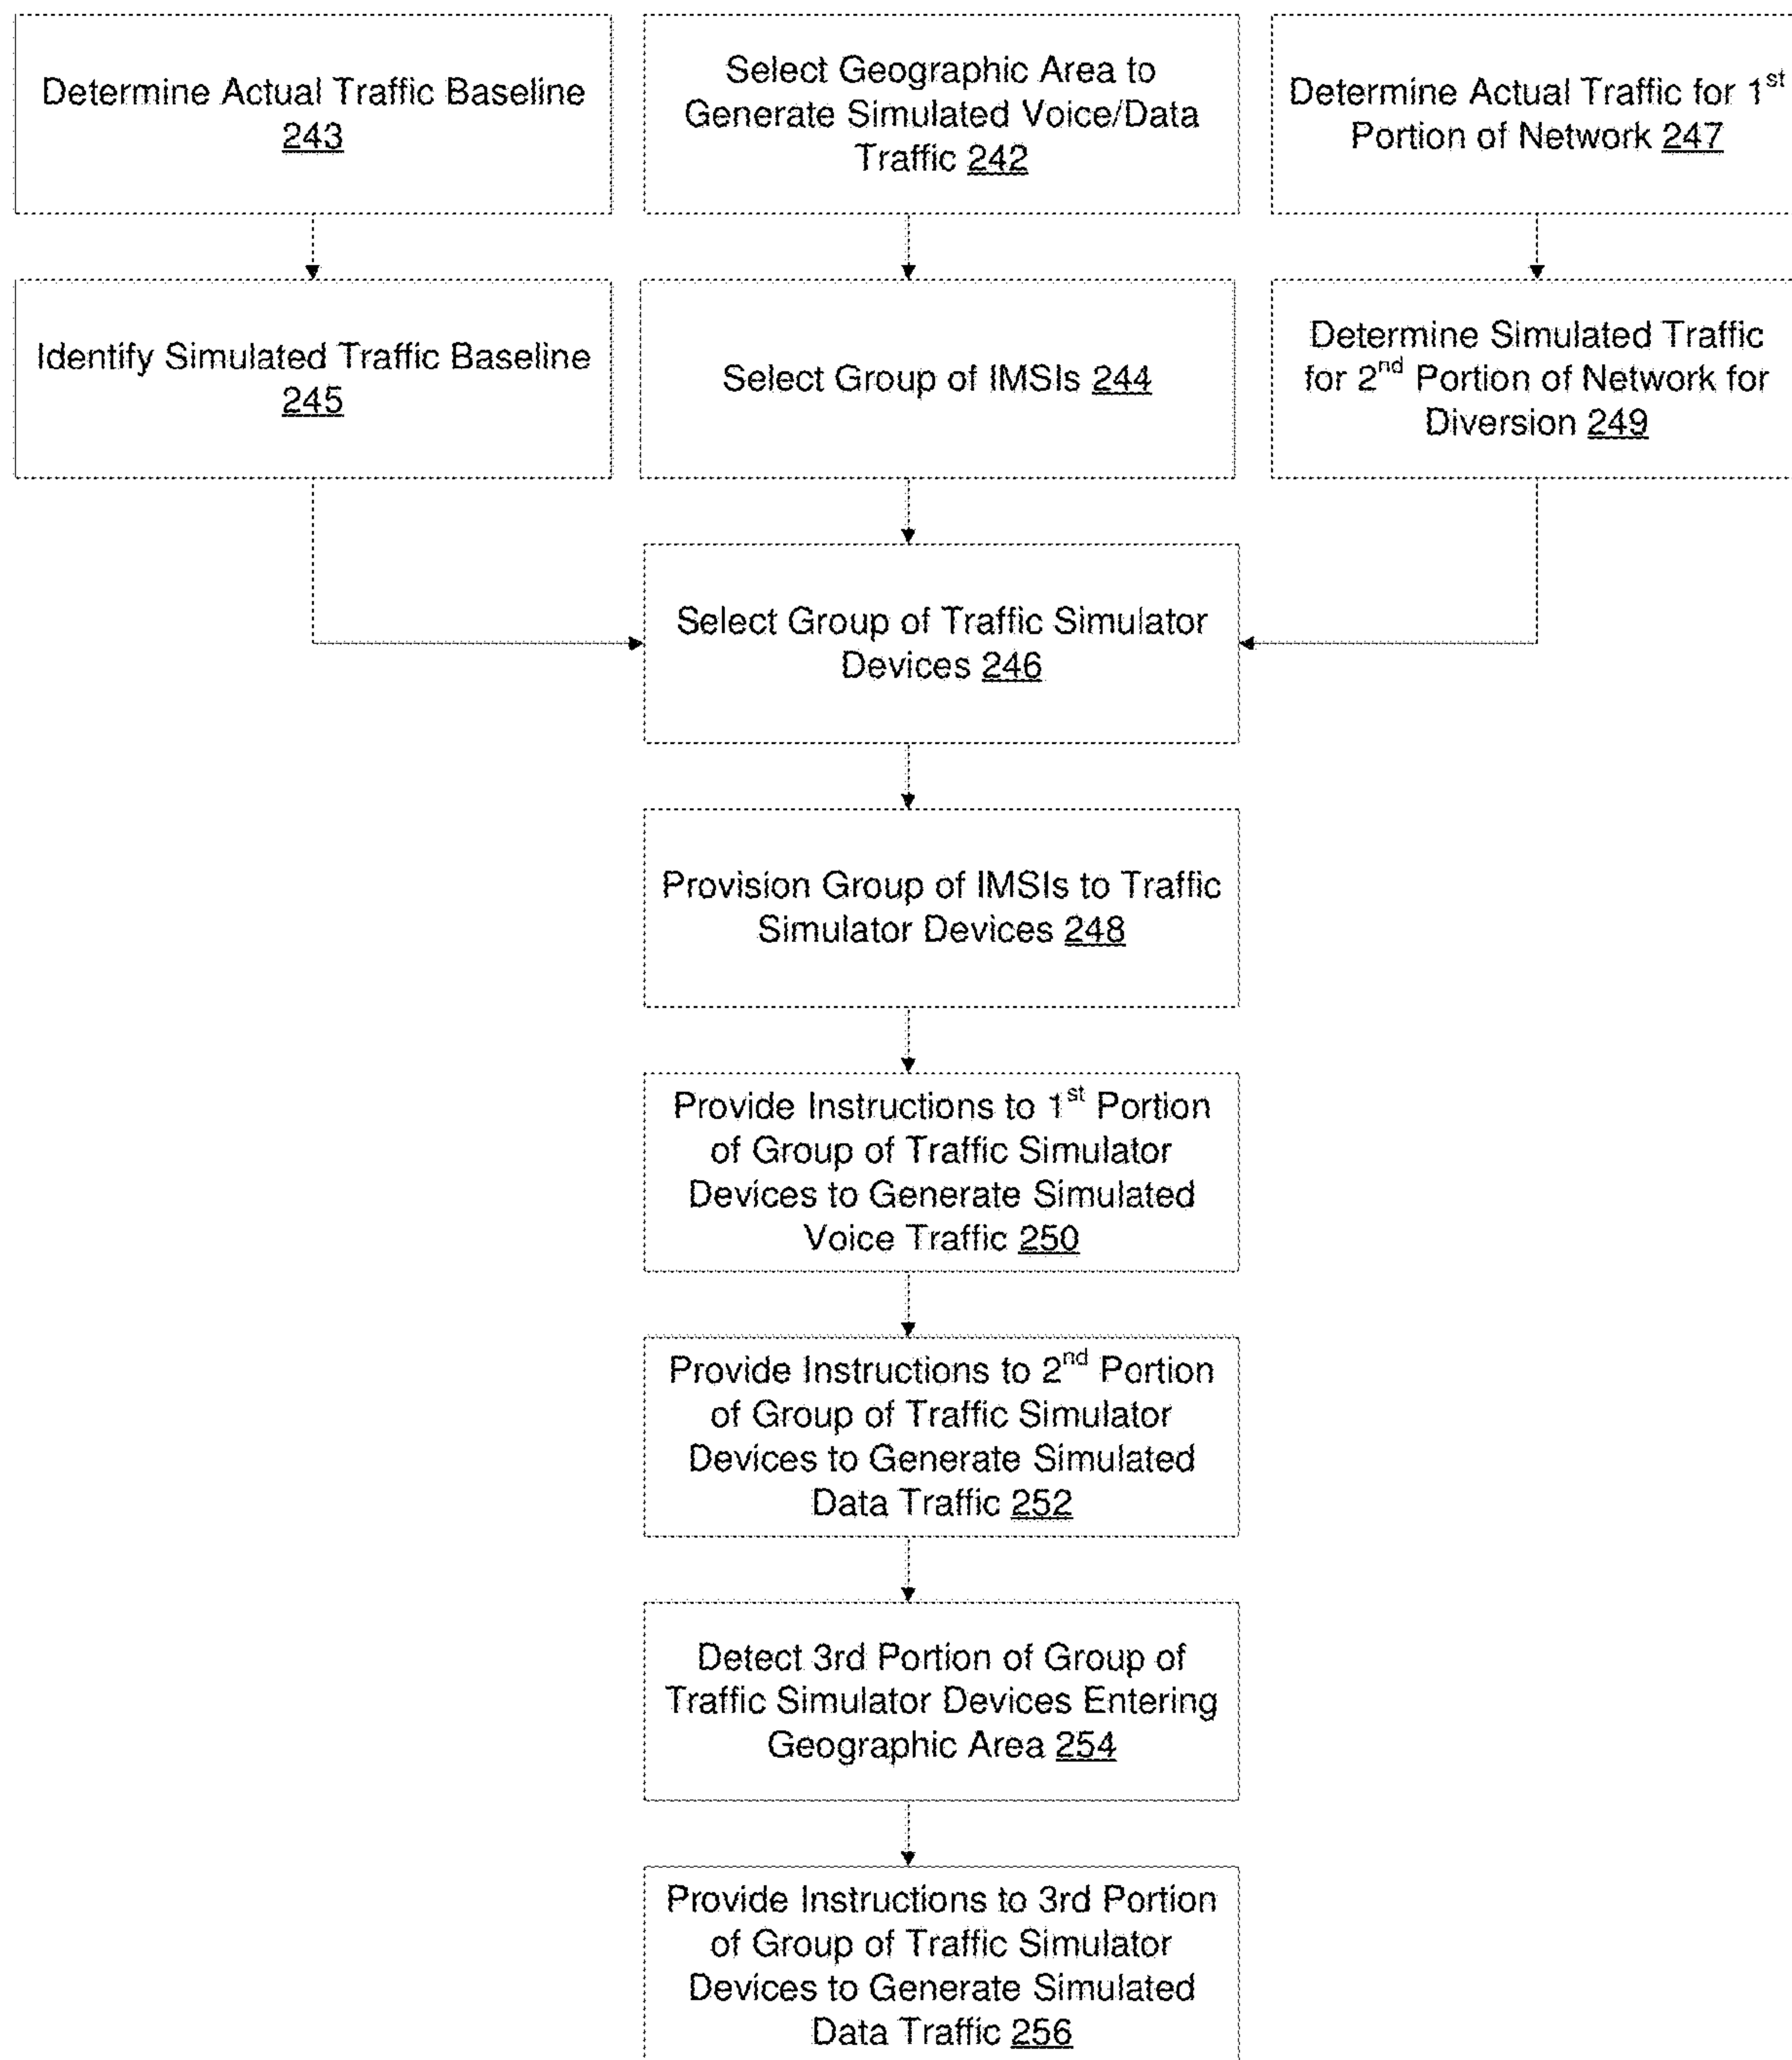 Determine Actual Traffic Baseline
243
Select Geographic Area to
Generate Simulated Voice/Data
Traffic 242
Determine Actual Traffic for 1st
Portion of Network 247
Identify Simulated Traffic Baseline
245
Select Group of IMSIs 244
Determine Simulated Traffic
for 2nd Portion of Network for
Diversion 249
Select Group of Traffic Simulator
Devices 246
Provision Group of IMSIs to Traffic
Simulator Devices 248
Provide Instructions to 1st Portion
of Group of Traffic Simulator
Devices to Generate Simulated
Voice Traffic 250
Provide Instructions to 2nd Portion
of Group of Traffic Simulator
Devices to Generate Simulated
Data Traffic 252
Detect 3rd Portion of Group of
Traffic Simulator Devices Entering
Geographic Area 254
Provide Instructions to 3rd Portion
of Group of Traffic Simulator
Devices to Generate Simulated
Data Traffic 256